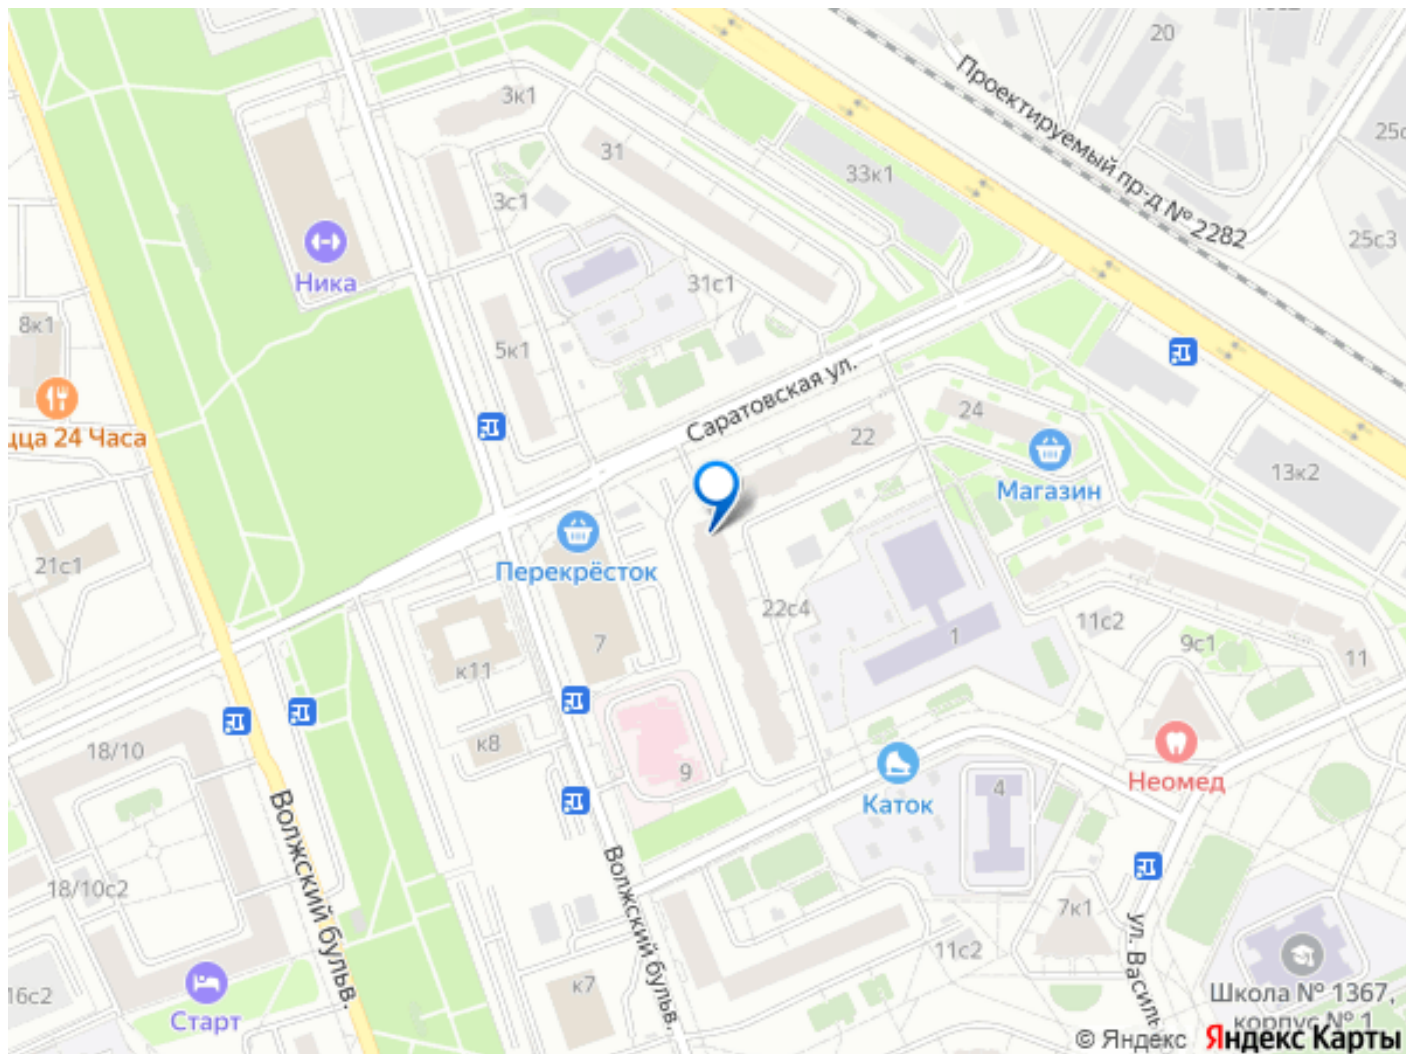 20
Проектируемый пр-д № 2282
3к1
25с3
31
33к1
3с1
Ника
31с1
8к1
5к1
Саратовская ул.
24
22
цца 24 Часа
Магазин
13к2
Перекрёсток
21с1
22с4
11с2
1
9с1
7
11
к11
18/10
к8
9
4
Неомед
Каток
Волжский бульв.
Волжский бульв.
18/10с2
7к1
ул. Василь
11с2
16с2
к7
Старт
Школа № 1367,
корпус № 1
© Яндекс Яндекс Карты